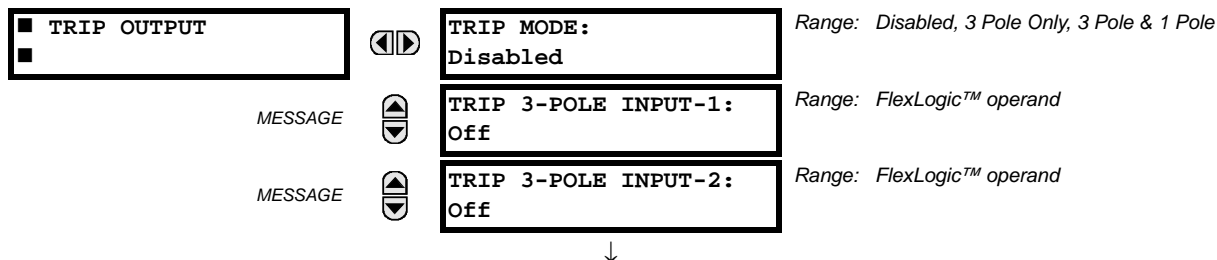 ■ TRIP OUTPUT
■
TRIP MODE:
Disabled
Range: Disabled, 3 Pole Only, 3 Pole & 1 Pole
MESSAGE
TRIP 3-POLE INPUT-1:
Off
Range: FlexLogic™ operand
MESSAGE
TRIP 3-POLE INPUT-2:
Off
Range: FlexLogic™ operand
↓